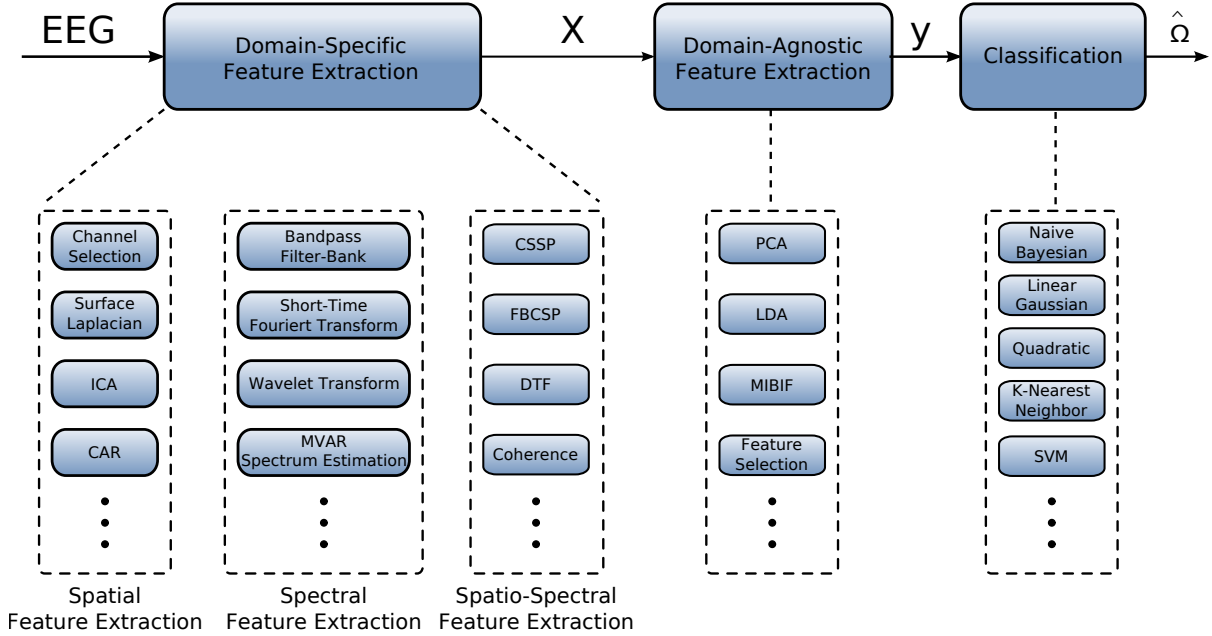 EEG
Domain-Specific
Feature Extraction
X
Domain-Agnostic
Feature Extraction
y
Classification
Ω̂
Channel
Selection
Surface
Laplacian
ICA
CAR
Spatial
Feature Extraction
Bandpass
Filter-Bank
Short-Time
Fouriert Transform
Wavelet Transform
MVAR
Spectrum Estimation
Spectral
Feature Extraction
CSSP
FBCSP
DTF
Coherence
Spatio-Spectral
Feature Extraction
PCA
LDA
MIBIF
Feature
Selection
Naive
Bayesian
Linear
Gaussian
Quadratic
K-Nearest
Neighbor
SVM